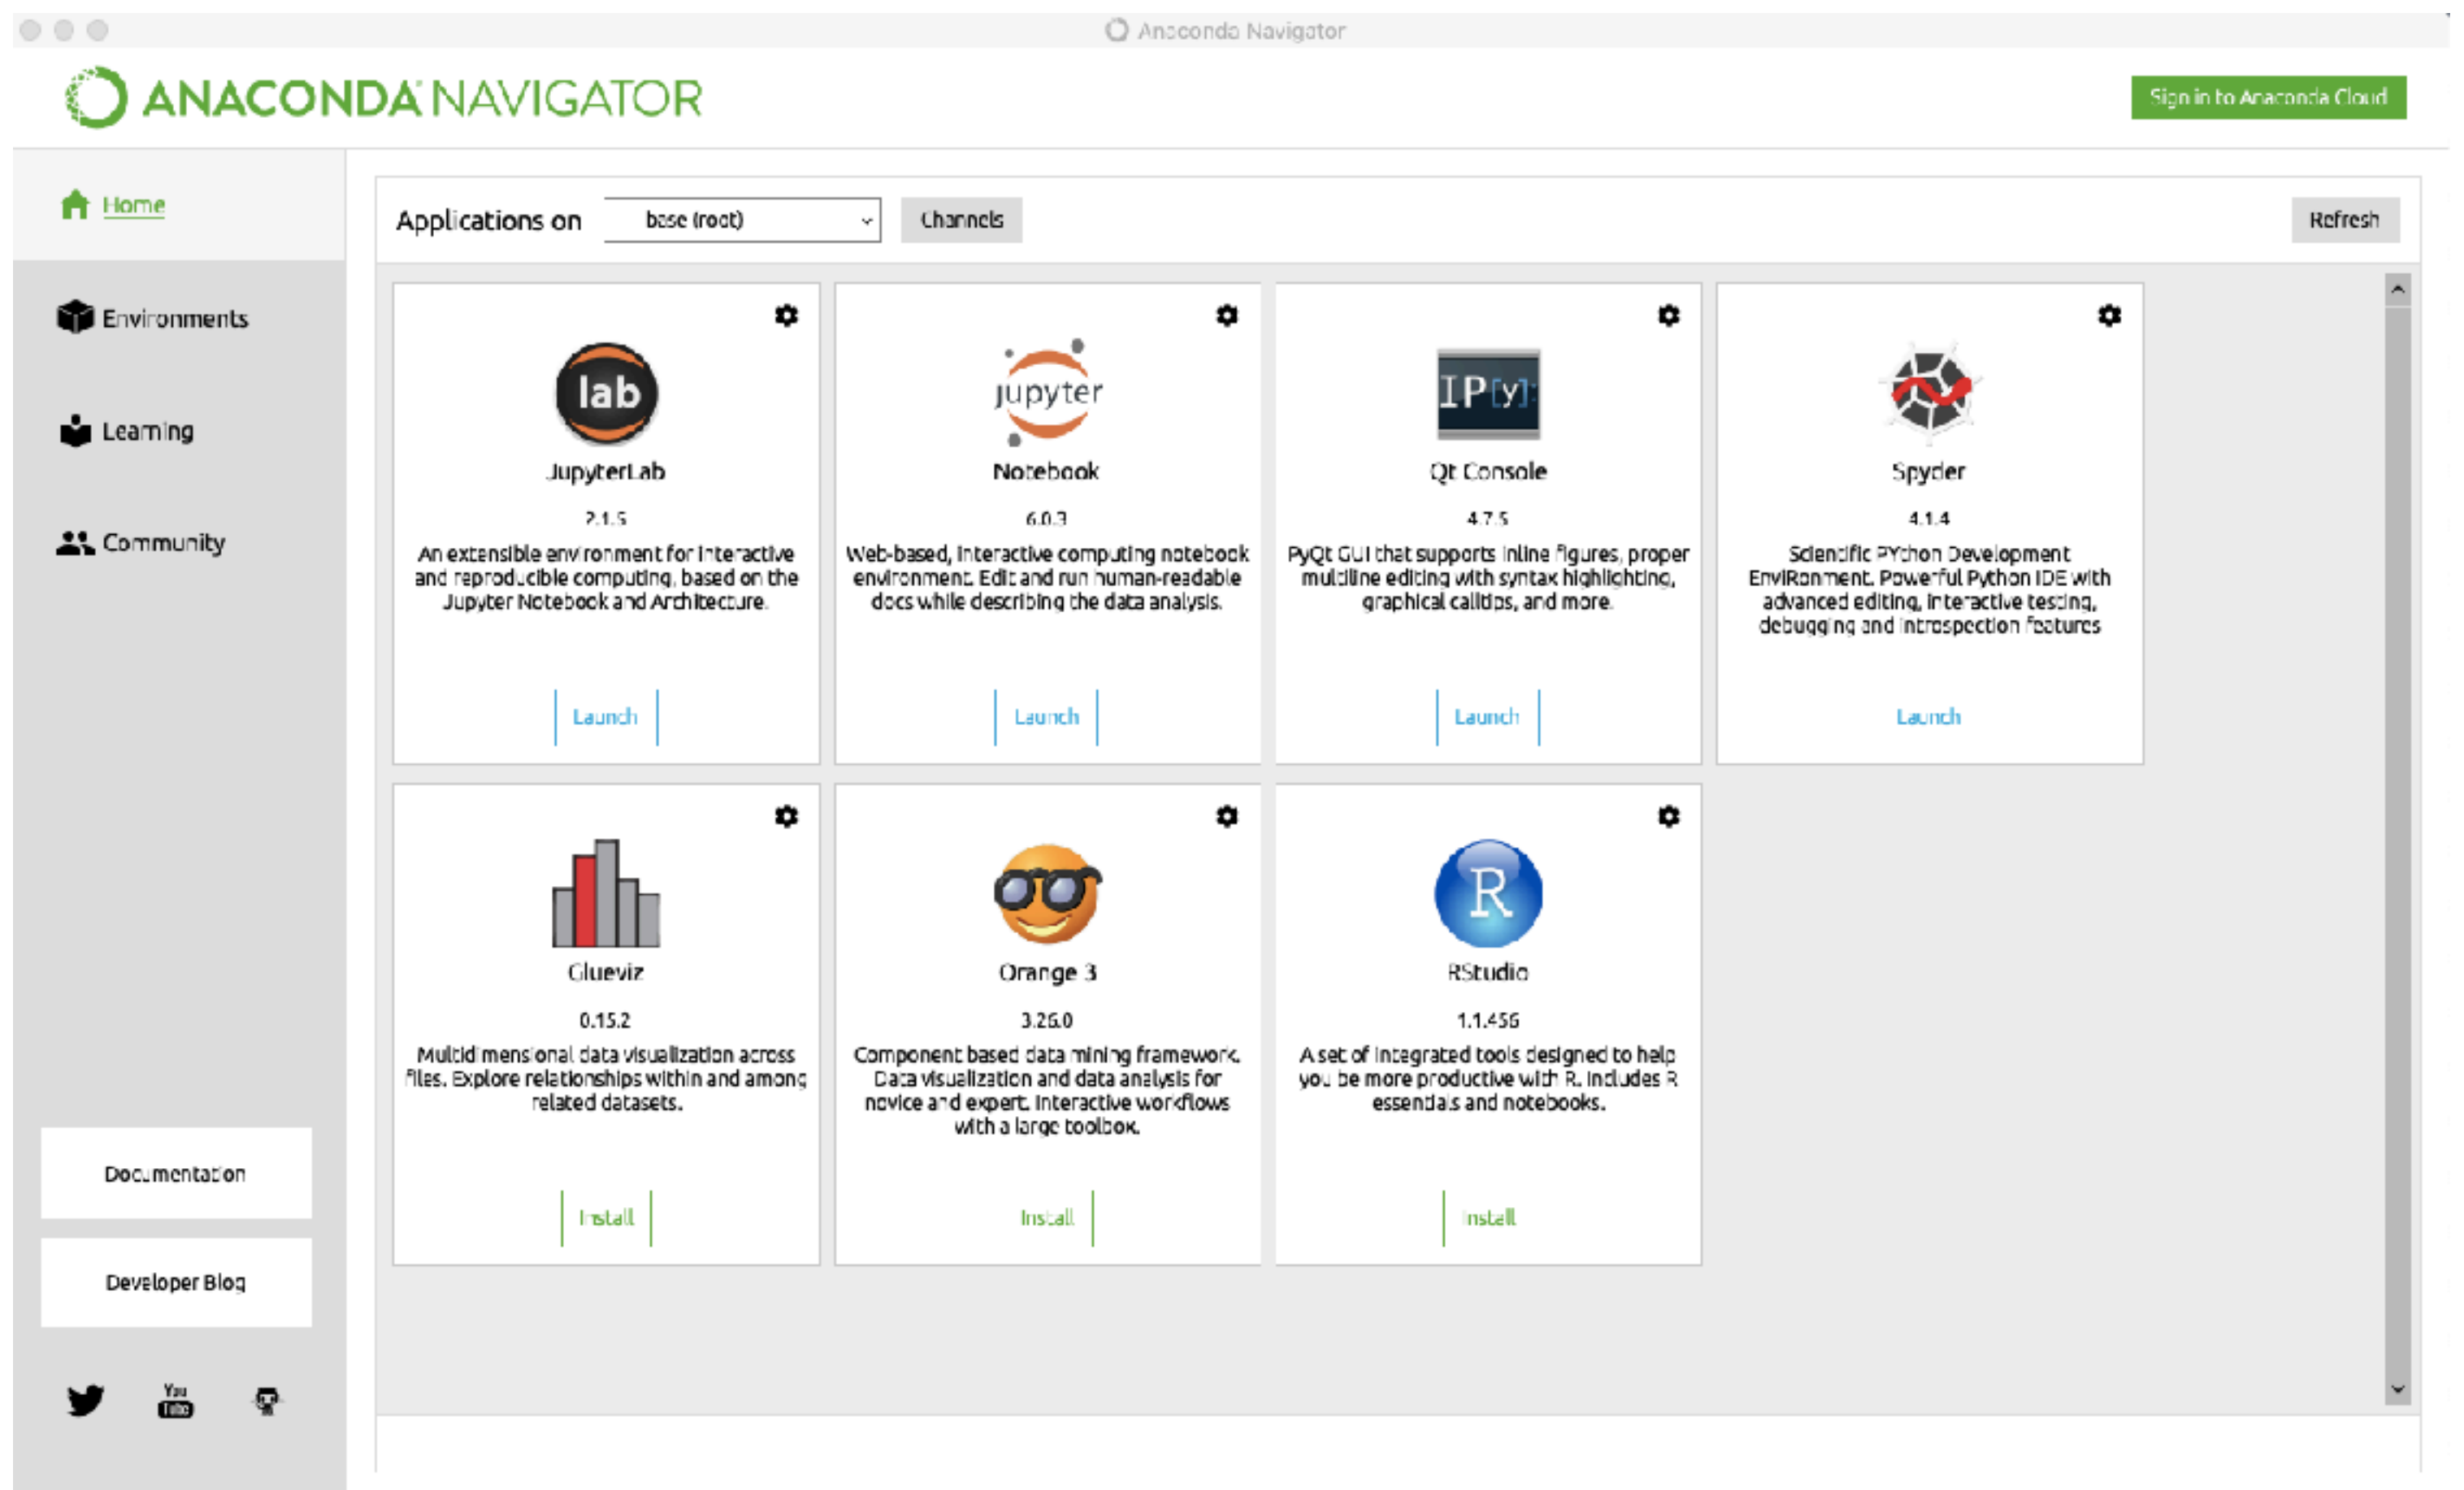 Anaconda Navigator
ANACONDA NAVIGATOR
Sign in to Anaconda Cloud
Home
Environments
Learning
Community
Documentation
Developer Blog
You
Tube
Applications on
base (root)
Channels
Refresh
lab
JupyterLab
2.1.5
An extensible environment for interactive
and reproducible computing, based on the
Jupyter Notebook and Architecture.
Launch
jupyter
Notebook
6.0.3
Web-based, interactive computing notebook
environment. Edit and run human-readable
docs while describing the data analysis.
Launch
IP[y]:
Qt Console
4.7.5
PyQt GUI that supports inline figures, proper
multiline editing with syntax highlighting,
graphical calltips, and more.
Launch
Spyder
4.1.4
Scientific PYthon Development
EnviRonment. Powerful Python IDE with
advanced editing, interactive testing,
debugging and introspection features
Launch
Glueviz
0.15.2
Multidimensional data visualization across
files. Explore relationships within and among
related datasets.
Install
Orange 3
3.26.0
Component based data mining framework.
Data visualization and data analysis for
novice and expert. Interactive workflows
with a large toolbox.
Install
R
RStudio
1.1.456
A set of integrated tools designed to help
you be more productive with R. Includes R
essentials and notebooks.
Install